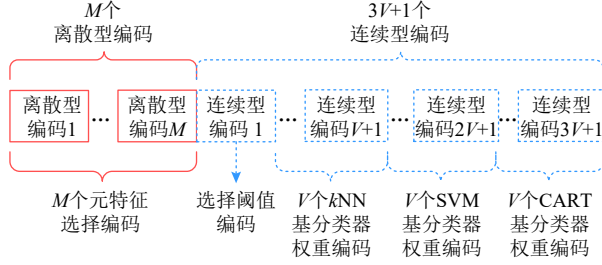 M个
离散型编码
3V+1个
连续型编码
离散型
编码1
...
离散型
编码M
连续型
编码 1
...
连续型
编码V+1
...
连续型
编码2V+1
...
连续型
编码3V+1
M个元特征
选择编码
选择阈值
编码
V个kNN
基分类器
权重编码
V个SVM
基分类器
权重编码
V个CART
基分类器
权重编码